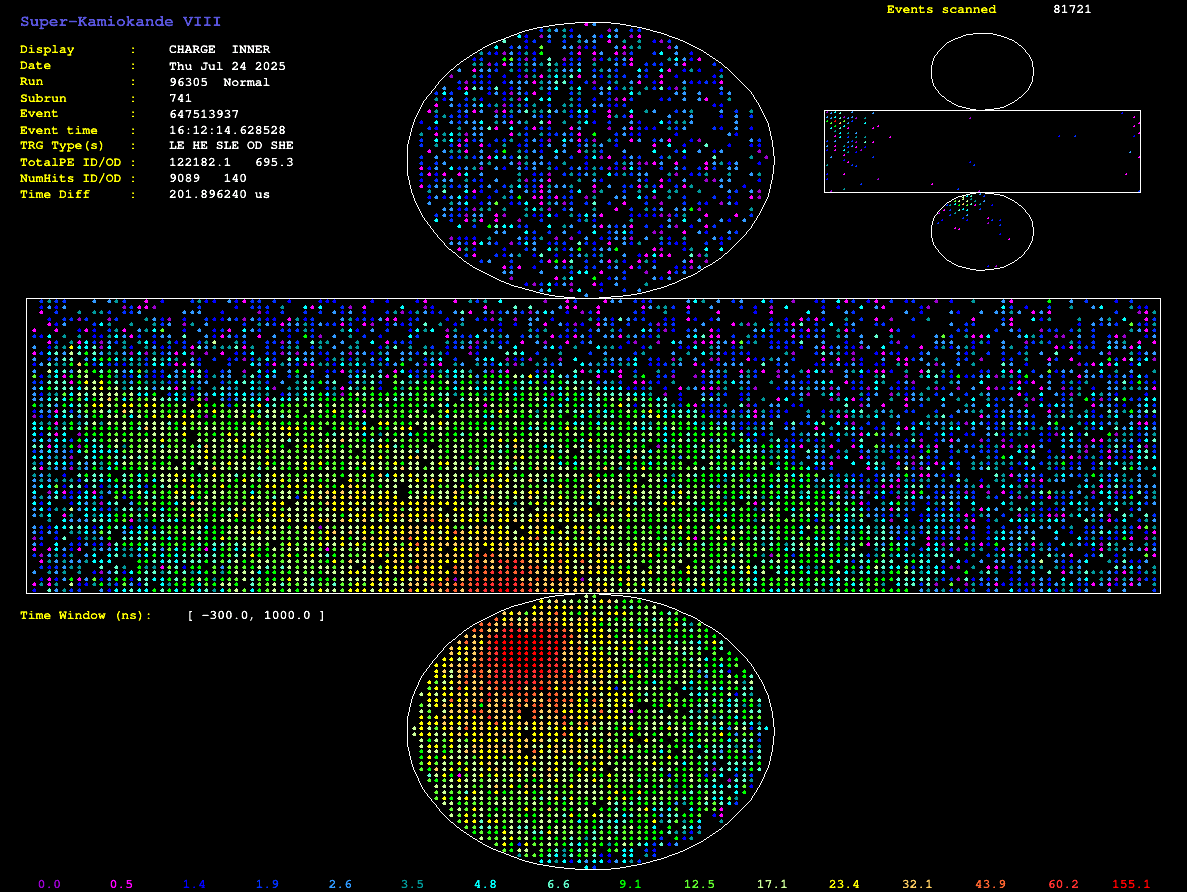 Super-Kamiokande VIII
Display : CHARGE INNER
Date : Thu Jul 24 2025
Run : 96305 Normal
Subrun : 741
Event : 647513937
Event time : 16:12:14.628528
TRG Type(s) : LE HE SLE OD SHE
TotalPE ID/OD : 122182.1 695.3
NumHits ID/OD : 9089 140
Time Diff : 201.896240 us
Events scanned 81721
Time Window (ns): [ -300.0, 1000.0 ]
0.0 0.5 1.4 1.9 2.6 3.5 4.8 6.6 9.1 12.5 17.1 23.4 32.1 43.9 60.2 155.1